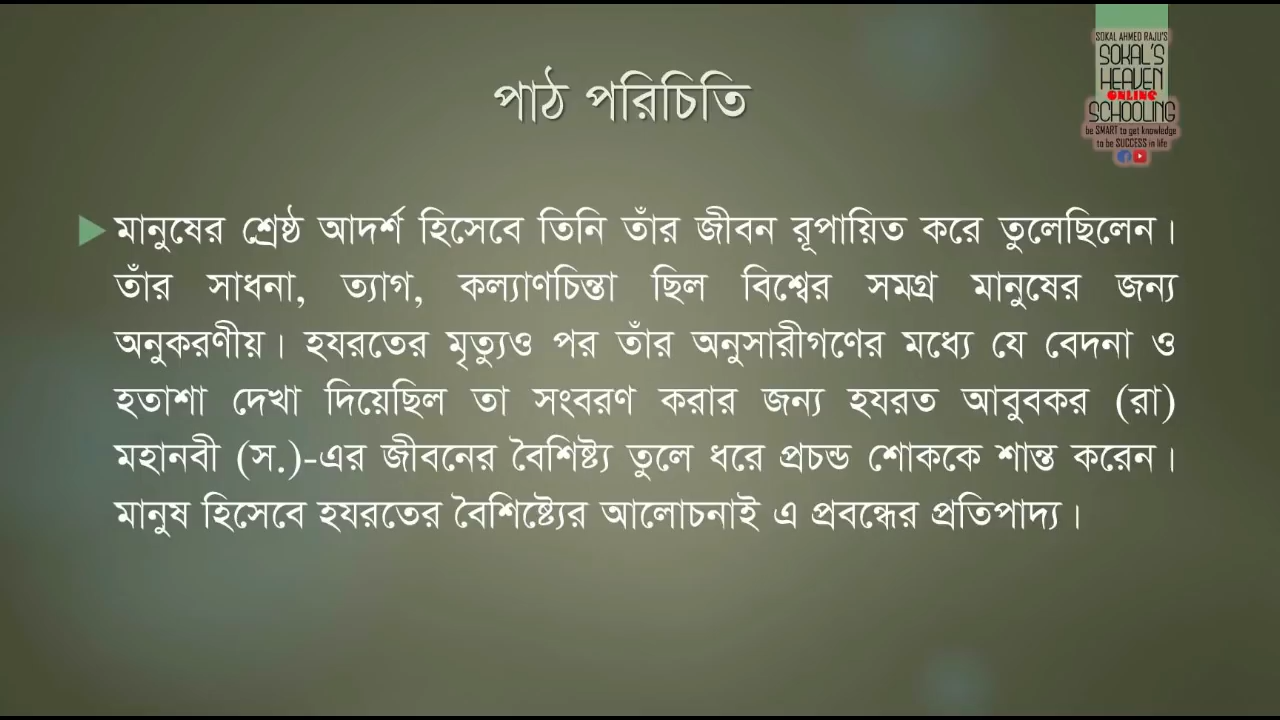 SOKAL AHMED RAJU'S
SOKAL'S
HEAVEN
ONLINE
SCHOOLING
be SMART to get knowledge
to be SUCCESS in life
পাঠ পরিচিতি
মানুষের শ্রেষ্ঠ আদর্শ হিসেবে তিনি তাঁর জীবন রূপায়িত করে তুলেছিলেন।
তাঁর সাধনা, ত্যাগ, কল্যাণচিন্তা ছিল বিশ্বের সমগ্র মানুষের জন্য
অনুকরণীয়। হযরতের মৃত্যুও পর তাঁর অনুসারীগণের মধ্যে যে বেদনা ও
হতাশা দেখা দিয়েছিল তা সংবরণ করার জন্য হযরত আবুবকর (রা)
মহানবী (স.)-এর জীবনের বৈশিষ্ট্য তুলে ধরে প্রচন্ড শোককে শান্ত করেন।
মানুষ হিসেবে হযরতের বৈশিষ্ট্যের আলোচনাই এ প্রবন্ধের প্রতিপাদ্য।